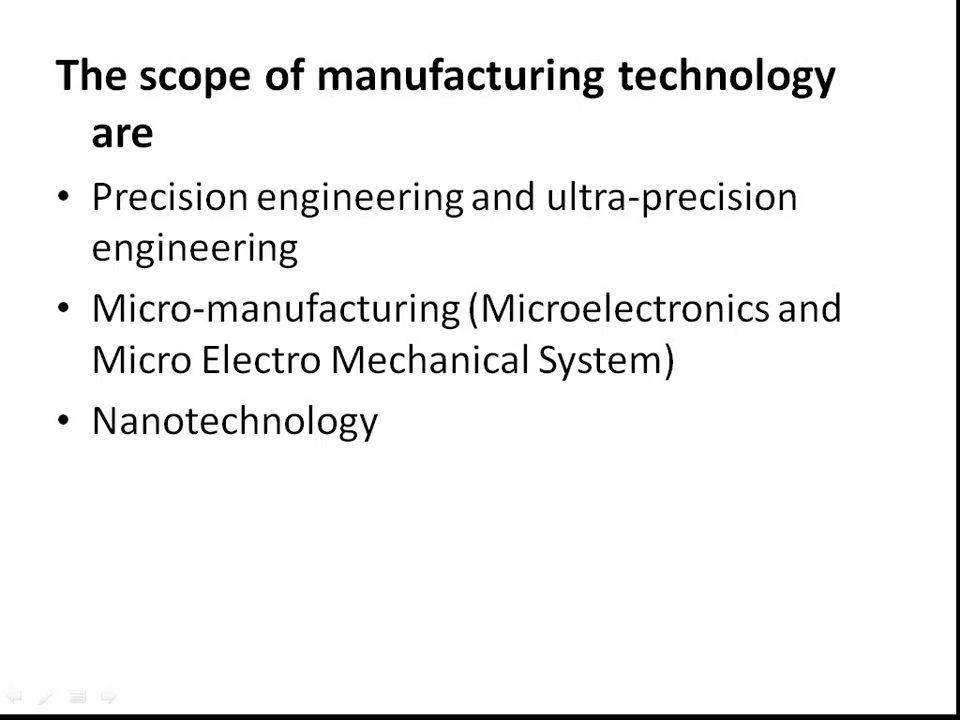 The scope of manufacturing technology
are
• Precision engineering and ultra-precision
engineering
• Micro-manufacturing (Microelectronics and
Micro Electro Mechanical System)
• Nanotechnology